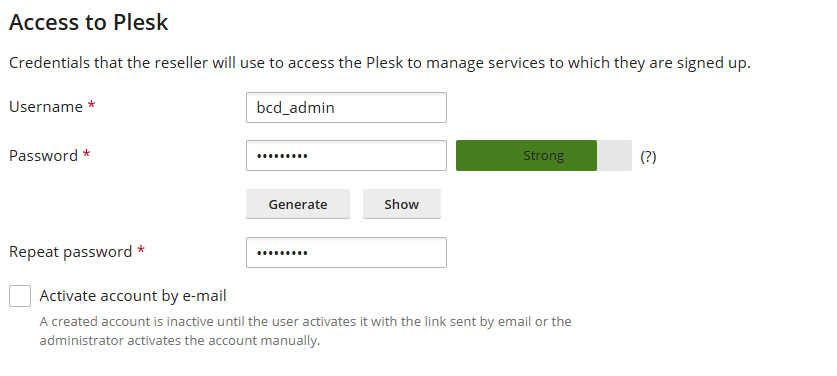 Access to Plesk
Credentials that the reseller will use to access the Plesk to manage services to which they are signed up.
Username *
bcd_admin
Password *
•••••••••
Strong
(?)
Generate
Show
Repeat password *
•••••••••
Activate account by e-mail
A created account is inactive until the user activates it with the link sent by email or the
administrator activates the account manually.